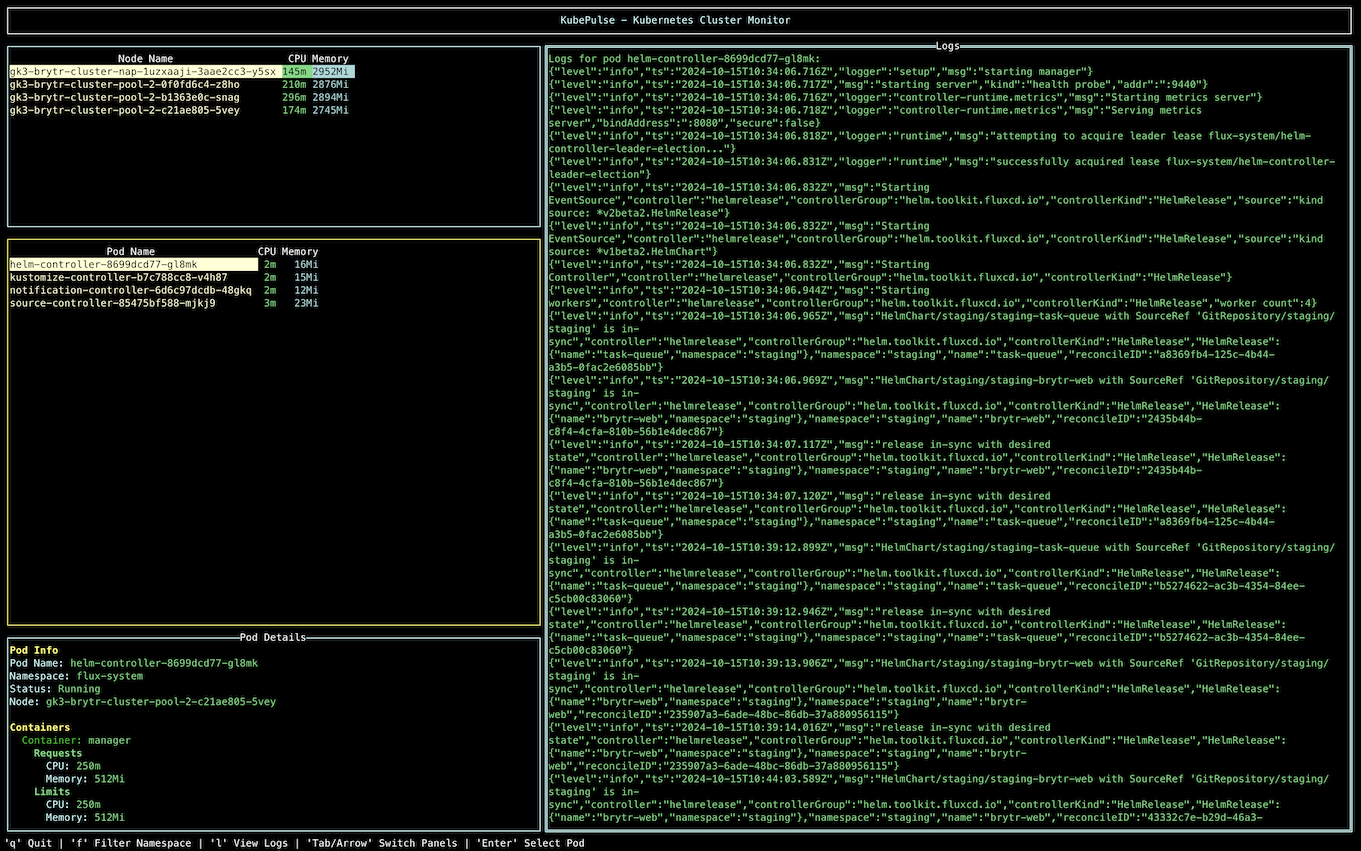 KubePulse - Kubernetes Cluster Monitor
Node Name CPU Memory
gk3-brytr-cluster-nap-1uzxaaji-3aae2cc3-y5sx 145m 2952Mi
gk3-brytr-cluster-pool-2-0f0fd6c4-z8ho 210m 2876Mi
gk3-brytr-cluster-pool-2-b1363e0c-snag 296m 2894Mi
gk3-brytr-cluster-pool-2-c21ae805-5vey 174m 2745Mi
Pod Name CPU Memory
helm-controller-8699dcd77-gl8mk 2m 16Mi
kustomize-controller-b7c788cc8-v4h87 2m 15Mi
notification-controller-6d6c97dcdb-48gkq 2m 12Mi
source-controller-85475bf588-mjkj9 3m 23Mi
Pod Details
Pod Info
Pod Name: helm-controller-8699dcd77-gl8mk
Namespace: flux-system
Status: Running
Node: gk3-brytr-cluster-pool-2-c21ae805-5vey
Containers
Container: manager
Requests
CPU: 250m
Memory: 512Mi
Limits
CPU: 250m
Memory: 512Mi
Logs
Logs for pod helm-controller-8699dcd77-gl8mk:
{"level":"info","ts":"2024-10-15T10:34:06.716Z","logger":"setup","msg":"starting manager"}
{"level":"info","ts":"2024-10-15T10:34:06.717Z","msg":"starting server","kind":"health probe","addr":":9440"}
{"level":"info","ts":"2024-10-15T10:34:06.716Z","logger":"controller-runtime.metrics","msg":"Starting metrics server"}
{"level":"info","ts":"2024-10-15T10:34:06.718Z","logger":"controller-runtime.metrics","msg":"Serving metrics
server","bindAddress":":8080","secure":false}
{"level":"info","ts":"2024-10-15T10:34:06.818Z","logger":"runtime","msg":"attempting to acquire leader lease flux-system/helm-
controller-leader-election..."}
{"level":"info","ts":"2024-10-15T10:34:06.831Z","logger":"runtime","msg":"successfully acquired lease flux-system/helm-controller-
leader-election"}
{"level":"info","ts":"2024-10-15T10:34:06.832Z","msg":"Starting
EventSource","controller":"helmrelease","controllerGroup":"helm.toolkit.fluxcd.io","controllerKind":"HelmRelease","source":"kind
source: *v2beta2.HelmRelease"}
{"level":"info","ts":"2024-10-15T10:34:06.832Z","msg":"Starting
EventSource","controller":"helmrelease","controllerGroup":"helm.toolkit.fluxcd.io","controllerKind":"HelmRelease","source":"kind
source: *v1beta2.HelmChart"}
{"level":"info","ts":"2024-10-15T10:34:06.832Z","msg":"Starting
Controller","controller":"helmrelease","controllerGroup":"helm.toolkit.fluxcd.io","controllerKind":"HelmRelease"}
{"level":"info","ts":"2024-10-15T10:34:06.944Z","msg":"Starting
workers","controller":"helmrelease","controllerGroup":"helm.toolkit.fluxcd.io","controllerKind":"HelmRelease","worker count":4}
{"level":"info","ts":"2024-10-15T10:34:06.965Z","msg":"HelmChart/staging/staging-task-queue with SourceRef 'GitRepository/staging/
staging' is in-
sync","controller":"helmrelease","controllerGroup":"helm.toolkit.fluxcd.io","controllerKind":"HelmRelease","HelmRelease":
{"name":"task-queue","namespace":"staging"},"namespace":"staging","name":"task-queue","reconcileID":"a8369fb4-125c-4b44-
a3b5-0fac2e6085bb"}
{"level":"info","ts":"2024-10-15T10:34:06.969Z","msg":"HelmChart/staging/staging-brytr-web with SourceRef 'GitRepository/staging/
staging' is in-
sync","controller":"helmrelease","controllerGroup":"helm.toolkit.fluxcd.io","controllerKind":"HelmRelease","HelmRelease":
{"name":"brytr-web","namespace":"staging"},"namespace":"staging","name":"brytr-web","reconcileID":"2435b44b-
c8f4-4cfa-810b-56b1e4dec867"}
{"level":"info","ts":"2024-10-15T10:34:07.117Z","msg":"release in-sync with desired
state","controller":"helmrelease","controllerGroup":"helm.toolkit.fluxcd.io","controllerKind":"HelmRelease","HelmRelease":
{"name":"brytr-web","namespace":"staging"},"namespace":"staging","name":"brytr-web","reconcileID":"2435b44b-
c8f4-4cfa-810b-56b1e4dec867"}
{"level":"info","ts":"2024-10-15T10:34:07.120Z","msg":"release in-sync with desired
state","controller":"helmrelease","controllerGroup":"helm.toolkit.fluxcd.io","controllerKind":"HelmRelease","HelmRelease":
{"name":"task-queue","namespace":"staging"},"namespace":"staging","name":"task-queue","reconcileID":"a8369fb4-125c-4b44-
a3b5-0fac2e6085bb"}
{"level":"info","ts":"2024-10-15T10:39:12.899Z","msg":"HelmChart/staging/staging-task-queue with SourceRef 'GitRepository/staging/
staging' is in-
sync","controller":"helmrelease","controllerGroup":"helm.toolkit.fluxcd.io","controllerKind":"HelmRelease","HelmRelease":
{"name":"task-queue","namespace":"staging"},"namespace":"staging","name":"task-queue","reconcileID":"b5274622-ac3b-4354-84ee-
c5cb00c83060"}
{"level":"info","ts":"2024-10-15T10:39:12.946Z","msg":"release in-sync with desired
state","controller":"helmrelease","controllerGroup":"helm.toolkit.fluxcd.io","controllerKind":"HelmRelease","HelmRelease":
{"name":"task-queue","namespace":"staging"},"namespace":"staging","name":"task-queue","reconcileID":"b5274622-ac3b-4354-84ee-
c5cb00c83060"}
{"level":"info","ts":"2024-10-15T10:39:13.906Z","msg":"HelmChart/staging/staging-brytr-web with SourceRef 'GitRepository/staging/
staging' is in-
sync","controller":"helmrelease","controllerGroup":"helm.toolkit.fluxcd.io","controllerKind":"HelmRelease","HelmRelease":
{"name":"brytr-web","namespace":"staging"},"namespace":"staging","name":"brytr-
web","reconcileID":"235907a3-6ade-48bc-86db-37a880956115"}
{"level":"info","ts":"2024-10-15T10:39:14.016Z","msg":"release in-sync with desired
state","controller":"helmrelease","controllerGroup":"helm.toolkit.fluxcd.io","controllerKind":"HelmRelease","HelmRelease":
{"name":"brytr-web","namespace":"staging"},"namespace":"staging","name":"brytr-
web","reconcileID":"235907a3-6ade-48bc-86db-37a880956115"}
{"level":"info","ts":"2024-10-15T10:44:03.589Z","msg":"HelmChart/staging/staging-brytr-web with SourceRef 'GitRepository/staging/
staging' is in-
sync","controller":"helmrelease","controllerGroup":"helm.toolkit.fluxcd.io","controllerKind":"HelmRelease","HelmRelease":
{"name":"brytr-web","namespace":"staging"},"namespace":"staging","name":"brytr-web","reconcileID":"43332c7e-b29d-46a3-
'q' Quit | 'f' Filter Namespace | 'l' View Logs | 'Tab/Arrow' Switch Panels | 'Enter' Select Pod